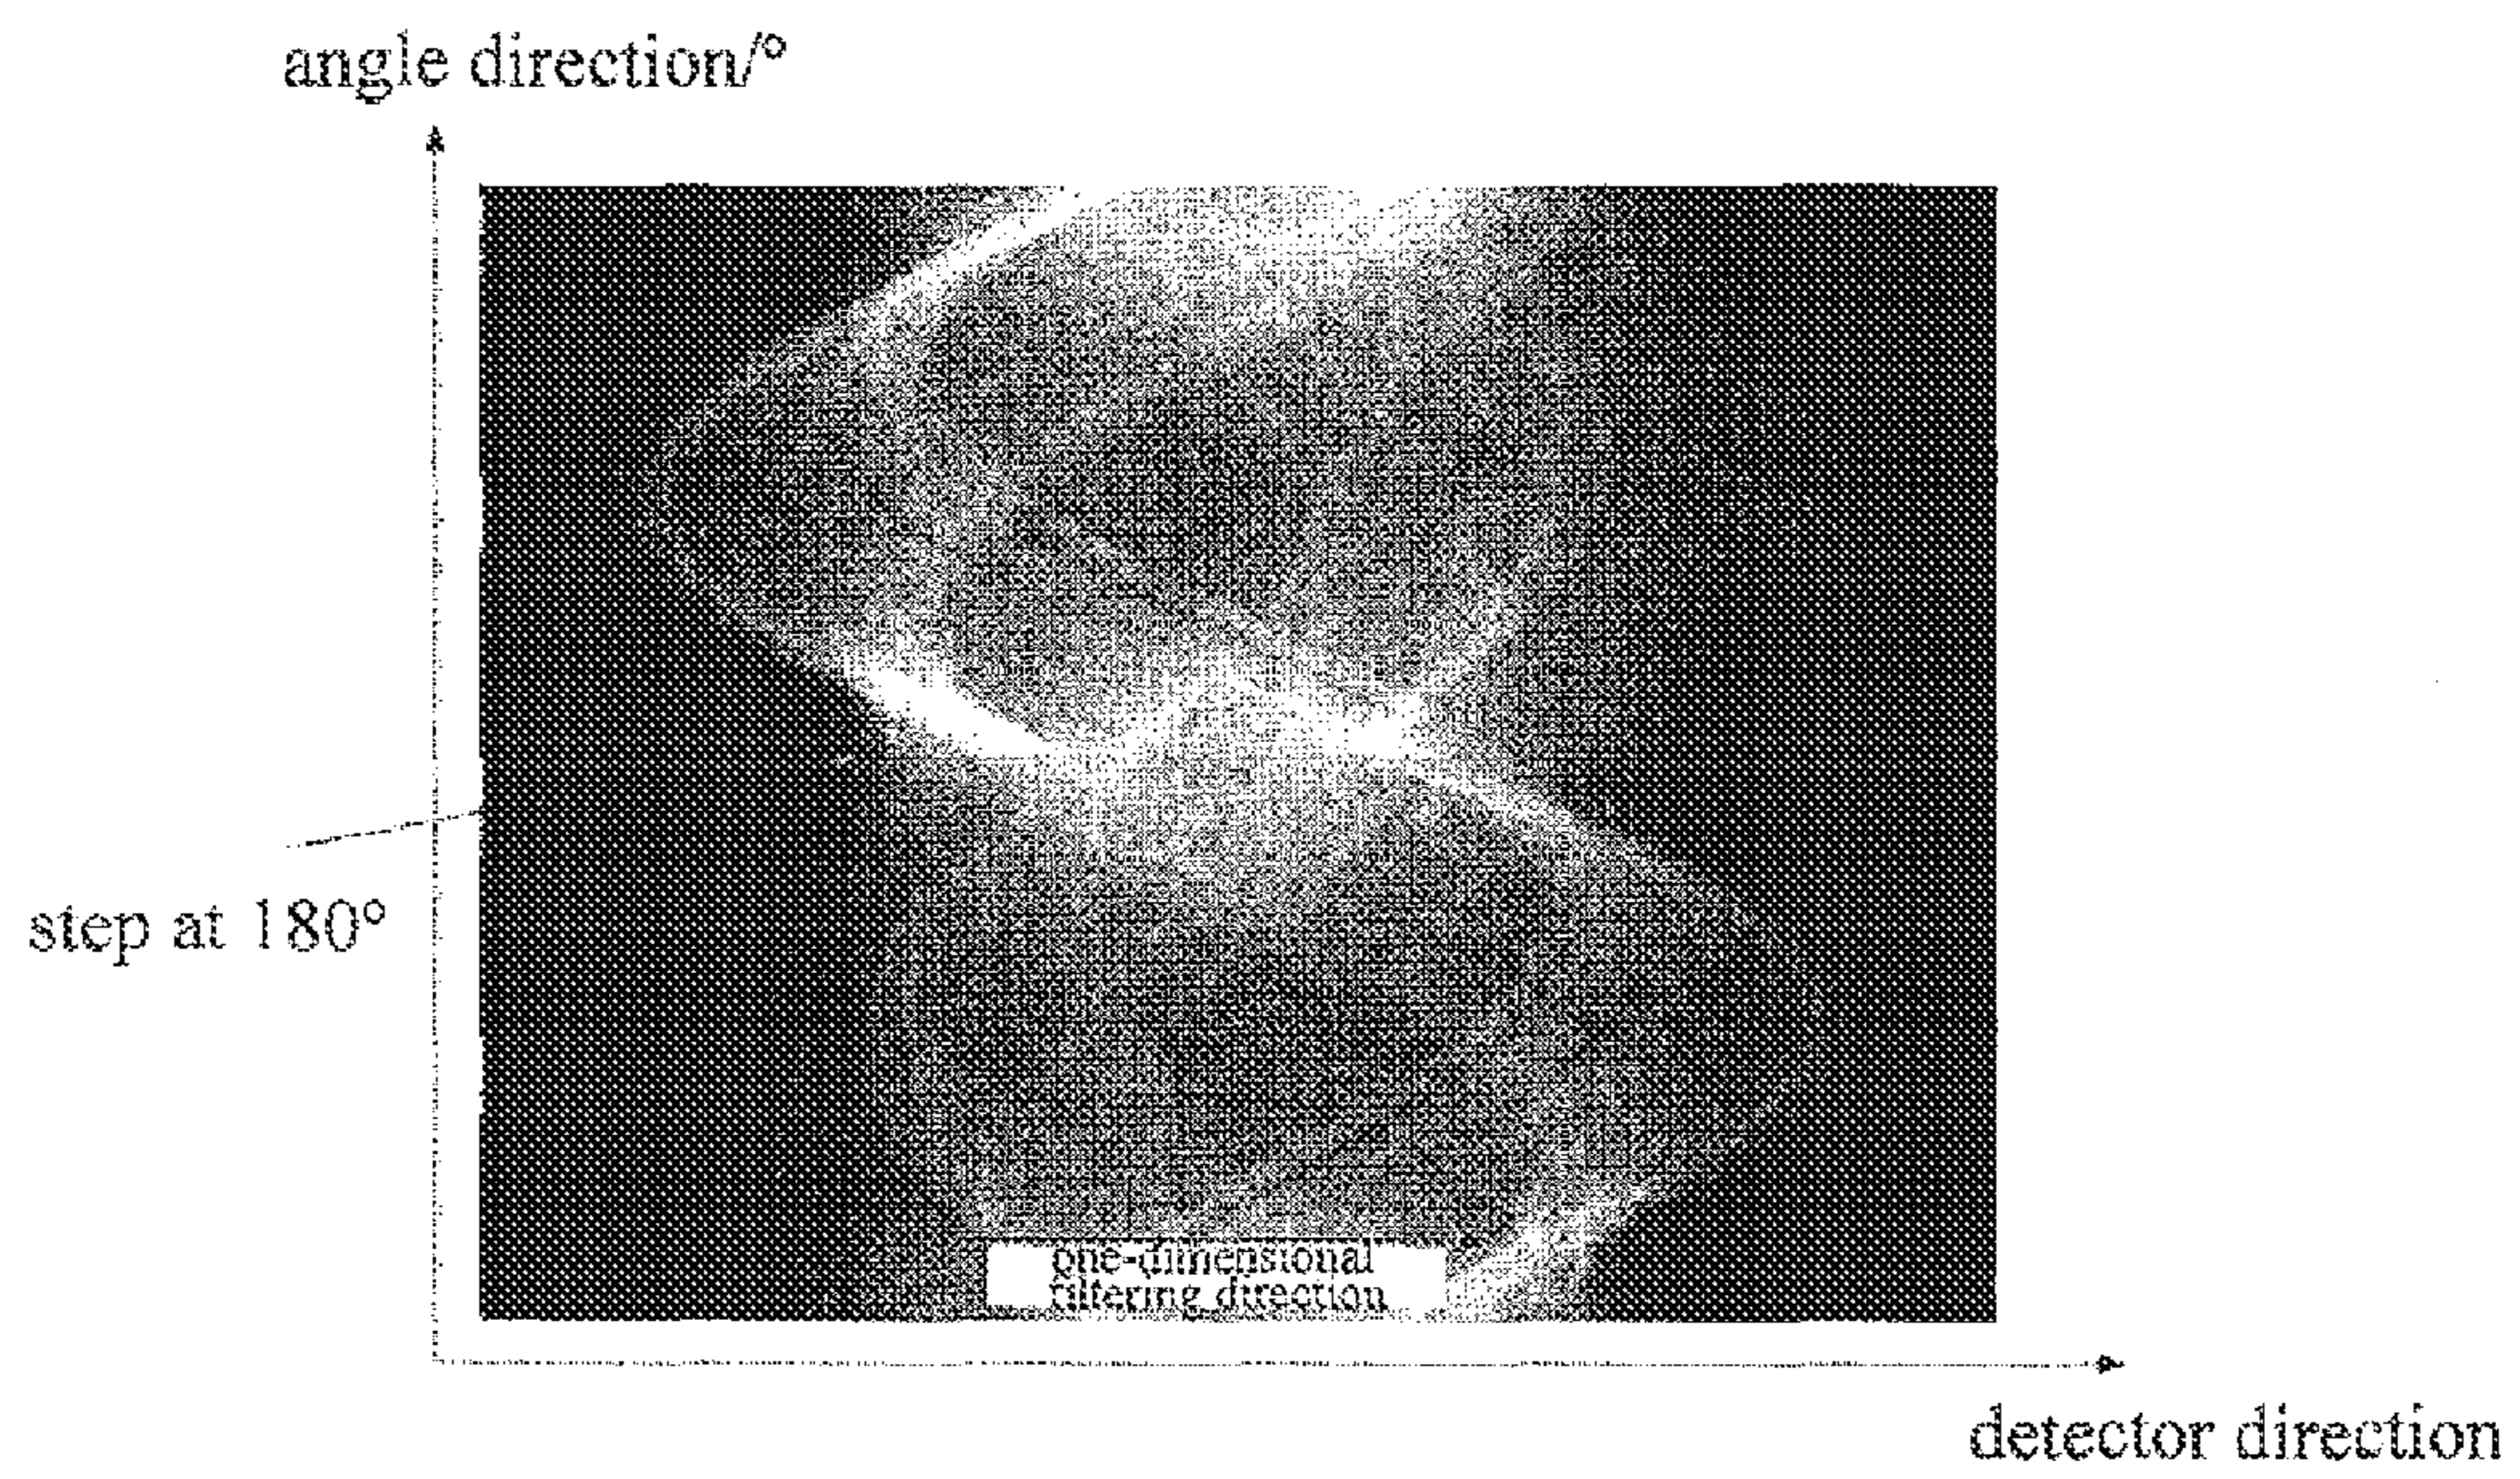 angle direction/°
step at 180°
one-dimensional
filtering direction
detector direction